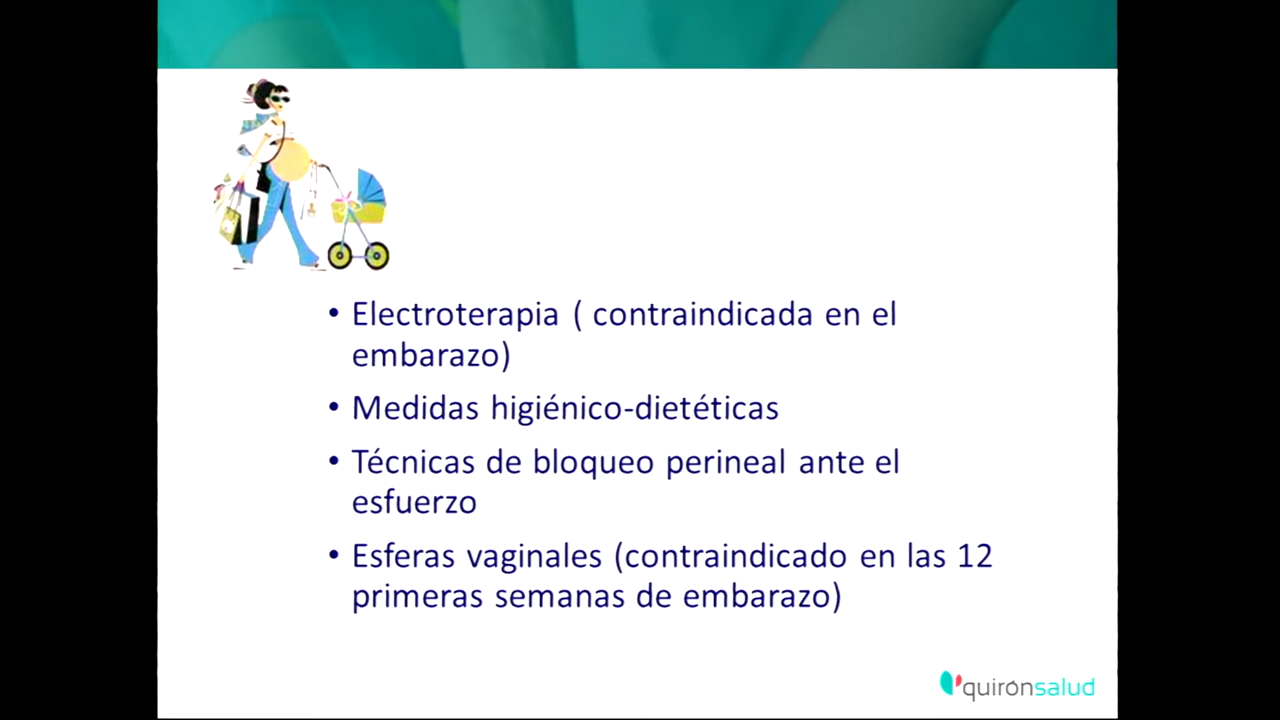 • Electroterapia ( contraindicada en el
embarazo)
• Medidas higiénico-dietéticas
• Técnicas de bloqueo perineal ante el
esfuerzo
• Esferas vaginales (contraindicado en las 12
primeras semanas de embarazo)
quirónsalud